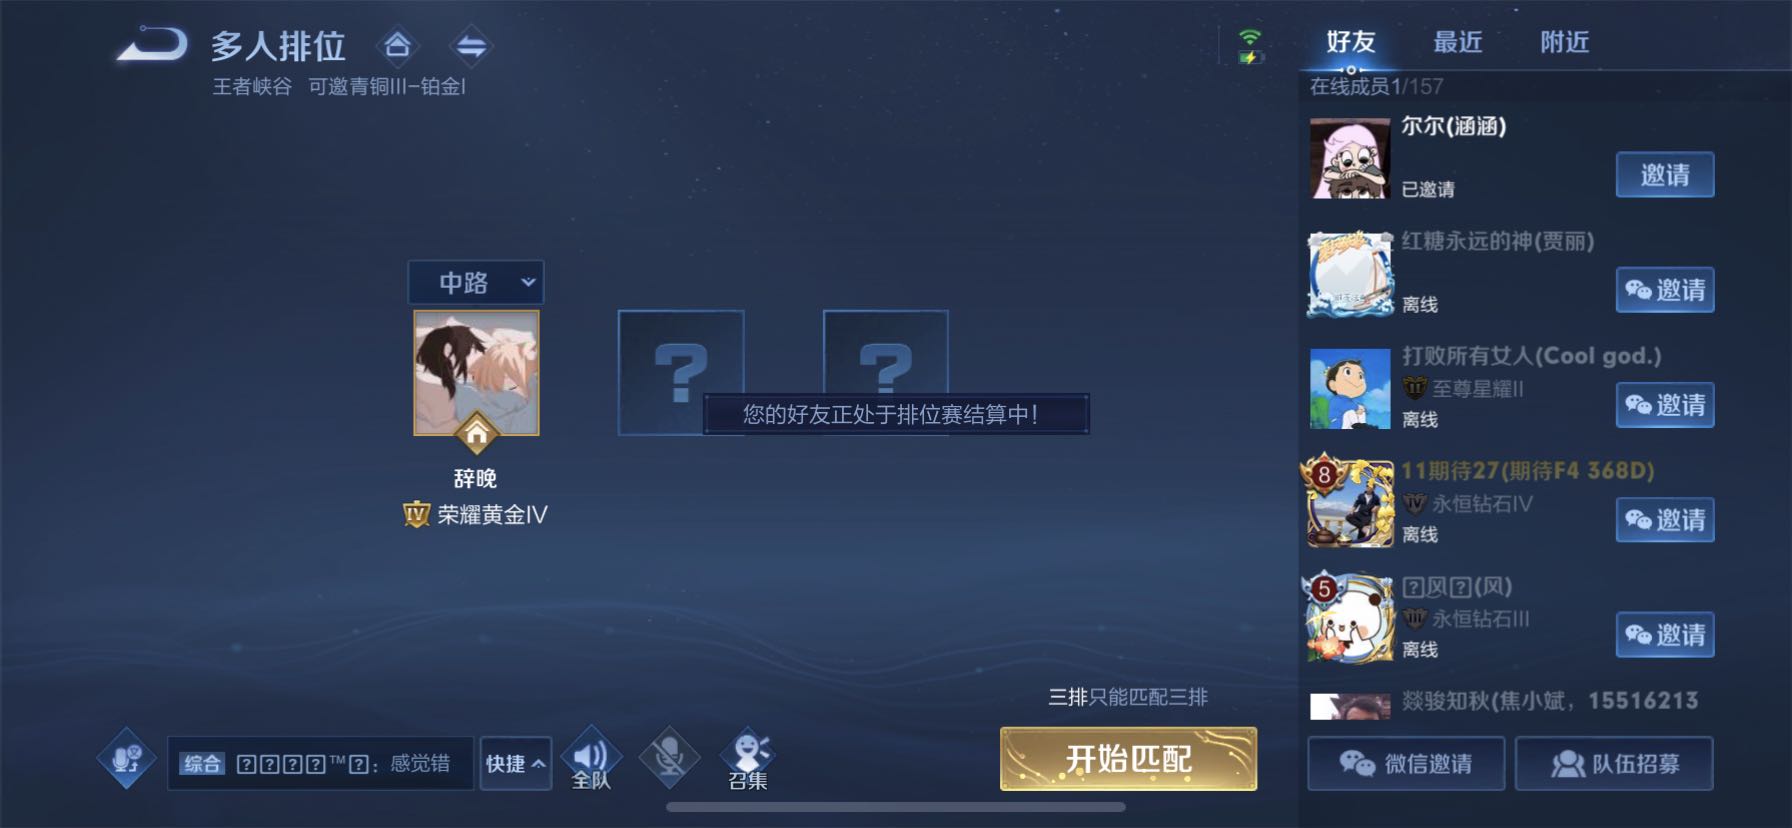 多人排位
王者峡谷 可邀青铜III-铂金I
中路
辞晚
IV 荣耀黄金IV
您的好友正处于排位赛结算中！
三排只能匹配三排
开始匹配
综合 ？？？？™？：感觉错
快捷
全队
召集
好友 最近 附近
在线成员1/157
尔尔(涵涵)
已邀请
邀请
红糖永远的神(贾丽)
离线
邀请
打败所有女人(Cool god.)
II 至尊星耀II
离线
邀请
8
11期待27(期待F4 368D)
IV 永恒钻石IV
离线
邀请
5
？风？(风)
III 永恒钻石III
离线
邀请
燚骏知秋(焦小斌，15516213
微信邀请
队伍招募